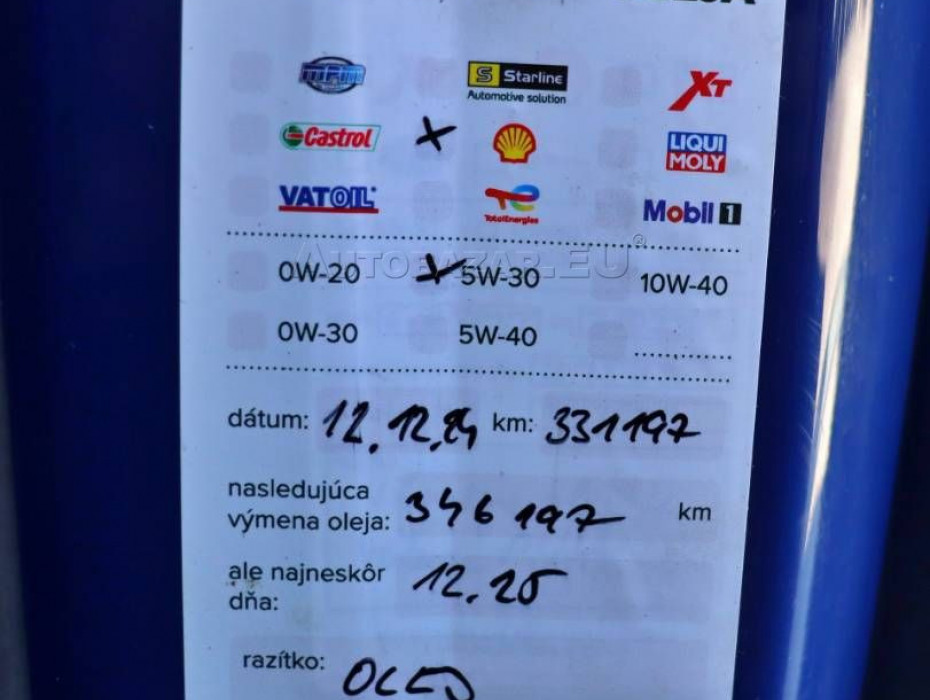 MPM
Starline
Automotive solution
XT
Castrol x
LIQUI MOLY
VATOIL
TotalEnergies
Mobil 1
AUTOBAZAR.EU®
0W-20 x 5W-30 10W-40
0W-30 5W-40
dátum: 12.12.24 km: 331197
nasledujúca
výmena oleja: 346197 km
ale najneskôr
dňa: 12.25
razítko: OLEJ